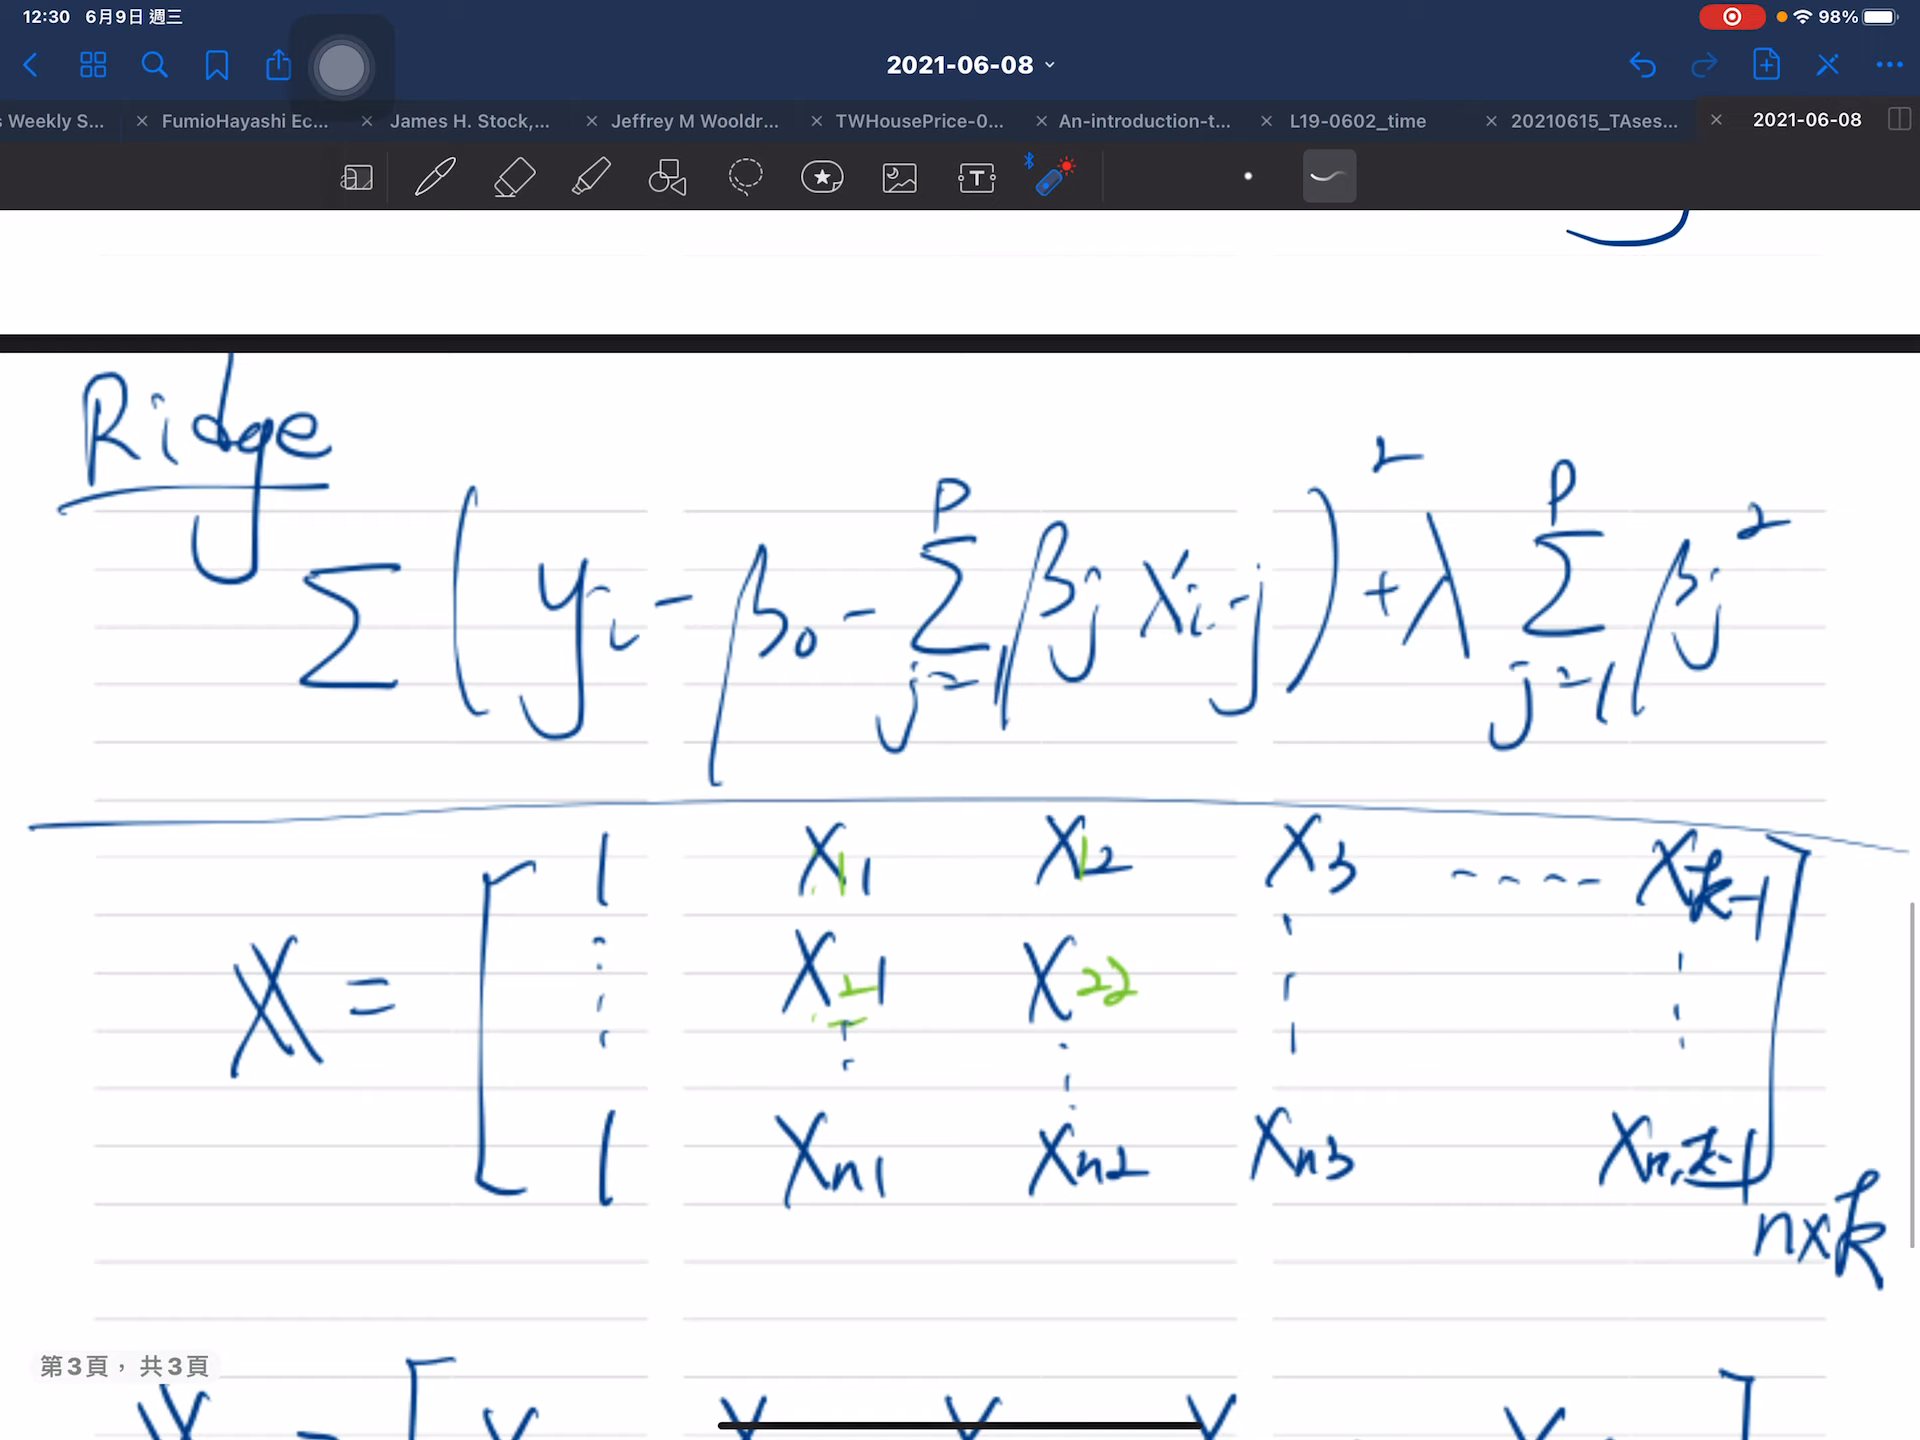 12:30 6月9日 週三
98%
2021-06-08
s Weekly S...
FumioHayashi Ec...
James H. Stock,...
Jeffrey M Wooldr...
TWHousePrice-0...
An-introduction-t...
L19-0602_time
20210615_TAses...
2021-06-08
Ridge
Σ ( yi - β0 - Σ_{j=1}^{P} βj Xi-j )² + λ Σ_{j=1}^{P} βj²
1 X11 X12 X3 ---- Xk-1
X = [ X21 X22 ]
1 Xn1 Xn2 Xn3 Xn,k-1
n×k
第3頁，共3頁